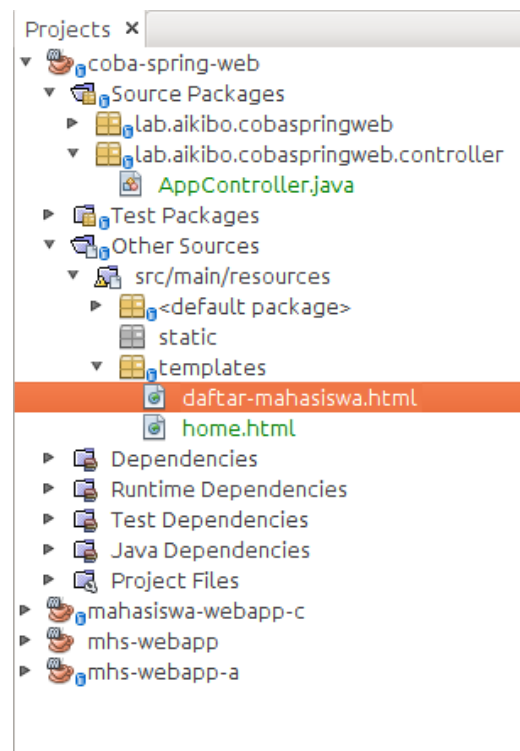 Projects ×
coba-spring-web
Source Packages
lab.aikibo.cobaspringweb
lab.aikibo.cobaspringweb.controller
AppController.java
Test Packages
Other Sources
src/main/resources
<default package>
static
templates
daftar-mahasiswa.html
home.html
Dependencies
Runtime Dependencies
Test Dependencies
Java Dependencies
Project Files
mahasiswa-webapp-c
mhs-webapp
mhs-webapp-a